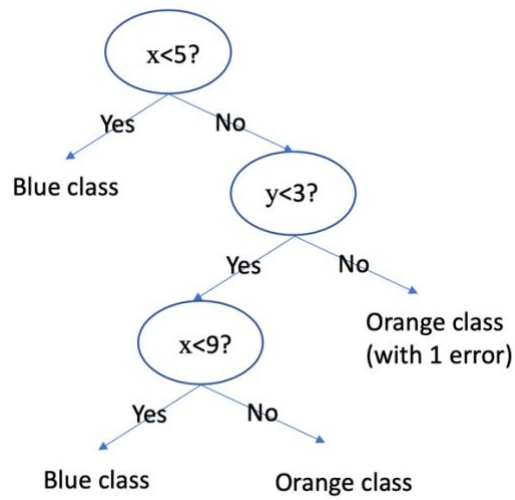 x<5?
Yes
No
Blue class
y<3?
Yes
No
Orange class
(with 1 error)
x<9?
Yes
No
Blue class
Orange class